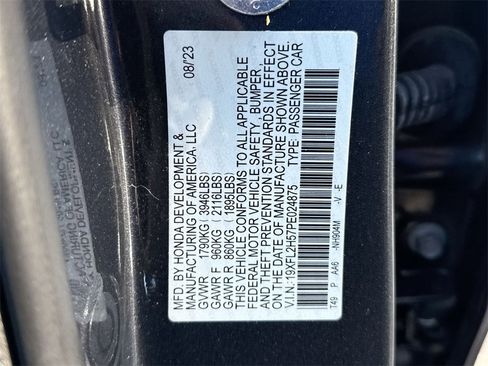 MFD. BY HONDA DEVELOPMENT & 08/'23
MANUFACTURING OF AMERICA, LLC
GVWR 1790KG (3946LBS)
GAWR F 960KG (2116LBS)
GAWR R 860KG (1895LBS)
THIS VEHICLE CONFORMS TO ALL APPLICABLE
FEDERAL MOTOR VEHICLE SAFETY, BUMPER,
AND THEFT PREVENTION STANDARDS IN EFFECT
ON THE DATE OF MANUFACTURE SHOWN ABOVE.
V.I.N.: 19XFL2H57PE024875 TYPE: PASSENGER CAR
T49 P AA6 NH904M -V -E